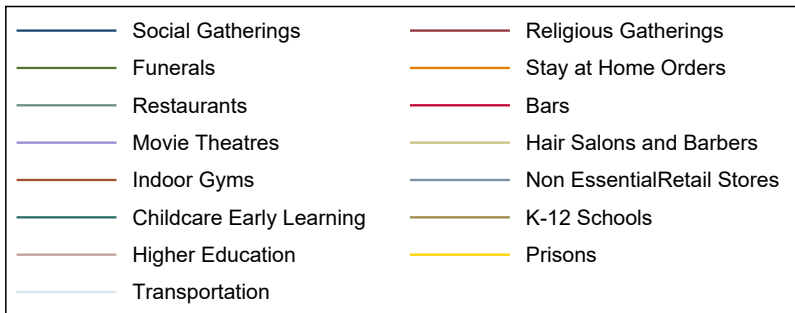 Social Gatherings
Religious Gatherings
Funerals
Stay at Home Orders
Restaurants
Bars
Movie Theatres
Hair Salons and Barbers
Indoor Gyms
Non EssentialRetail Stores
Childcare Early Learning
K-12 Schools
Higher Education
Prisons
Transportation